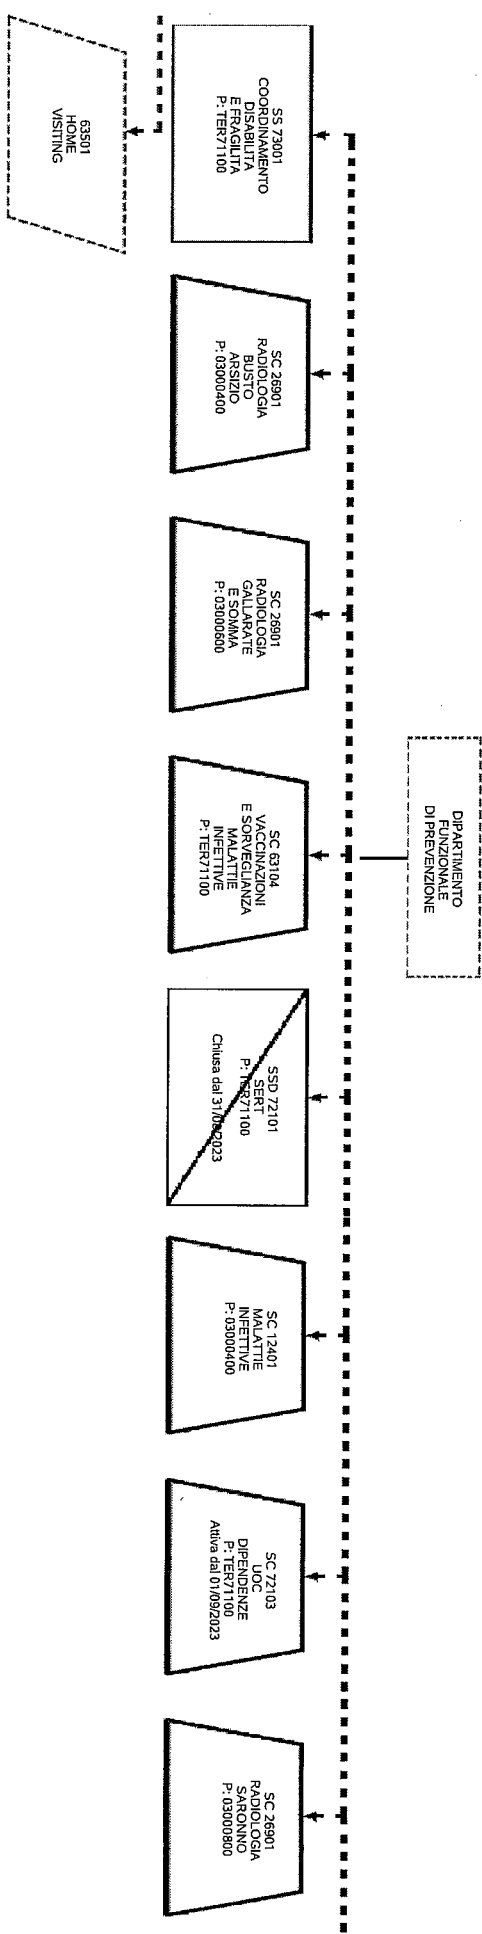 DIPARTIMENTO
FUNZIONALE
DI PREVENZIONE
SS 73001
COORDINAMENTO
DISABILITA
E FRAGILITA
P: TER71100
SC 26901
RADIOLOGIA
BUSTO
ARSIZIO
P: 03000400
SC 26901
RADIOLOGIA
GALLARATE
E SOMMA
P: 03000600
SC 63104
VACCINAZIONI
E SORVEGLIANZA
MALATTIE
INFETTIVE
P: TER71100
SSD 72101
SERT
P: TER71100
Chiusa dal 31/08/2023
SC 12401
MALATTIE
INFETTIVE
P: 03000400
SC 72103
UOC
DIPENDENZE
P: TER71100
Attiva dal 01/09/2023
SC 26901
RADIOLOGIA
SARONNO
P: 03000800
63501
HOME
VISITING